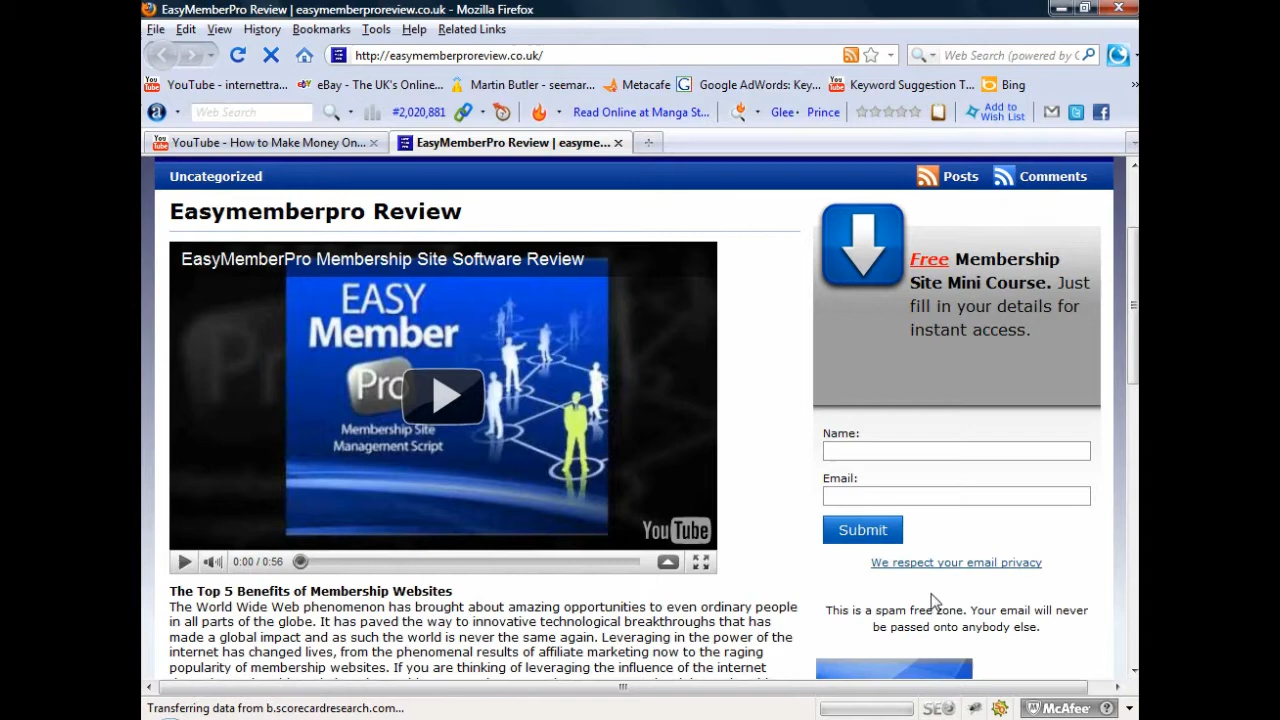 EasyMemberPro Review | easymemberproreview.co.uk - Mozilla Firefox
File Edit View History Bookmarks Tools Help Related Links
http://easymemberproreview.co.uk/
Web Search (powered by G
YouTube - internettra... eBay - The UK's Online... Martin Butler - seemar... Metacafe Google AdWords: Key... Keyword Suggestion T... Bing
Web Search #2,020,881 Read Online at Manga St... Glee · Prince Add to Wish List
YouTube - How to Make Money On... EasyMemberPro Review | easyme...
Uncategorized Posts Comments
Easymemberpro Review
EasyMemberPro Membership Site Software Review
EASY
Member
Pro
Membership Site
Management Script
YouTube
0:00 / 0:56
The Top 5 Benefits of Membership Websites
The World Wide Web phenomenon has brought about amazing opportunities to even ordinary people
in all parts of the globe. It has paved the way to innovative technological breakthroughs that has
made a global impact and as such the world is never the same again. Leveraging in the power of the
internet has changed lives, from the phenomenal results of affiliate marketing now to the raging
popularity of membership websites. If you are thinking of leveraging the influence of the internet
Free Membership
Site Mini Course. Just
fill in your details for
instant access.
Name:
Email:
Submit
We respect your email privacy
This is a spam free zone. Your email will never
be passed onto anybody else.
Transferring data from b.scorecardresearch.com...
SEO
McAfee